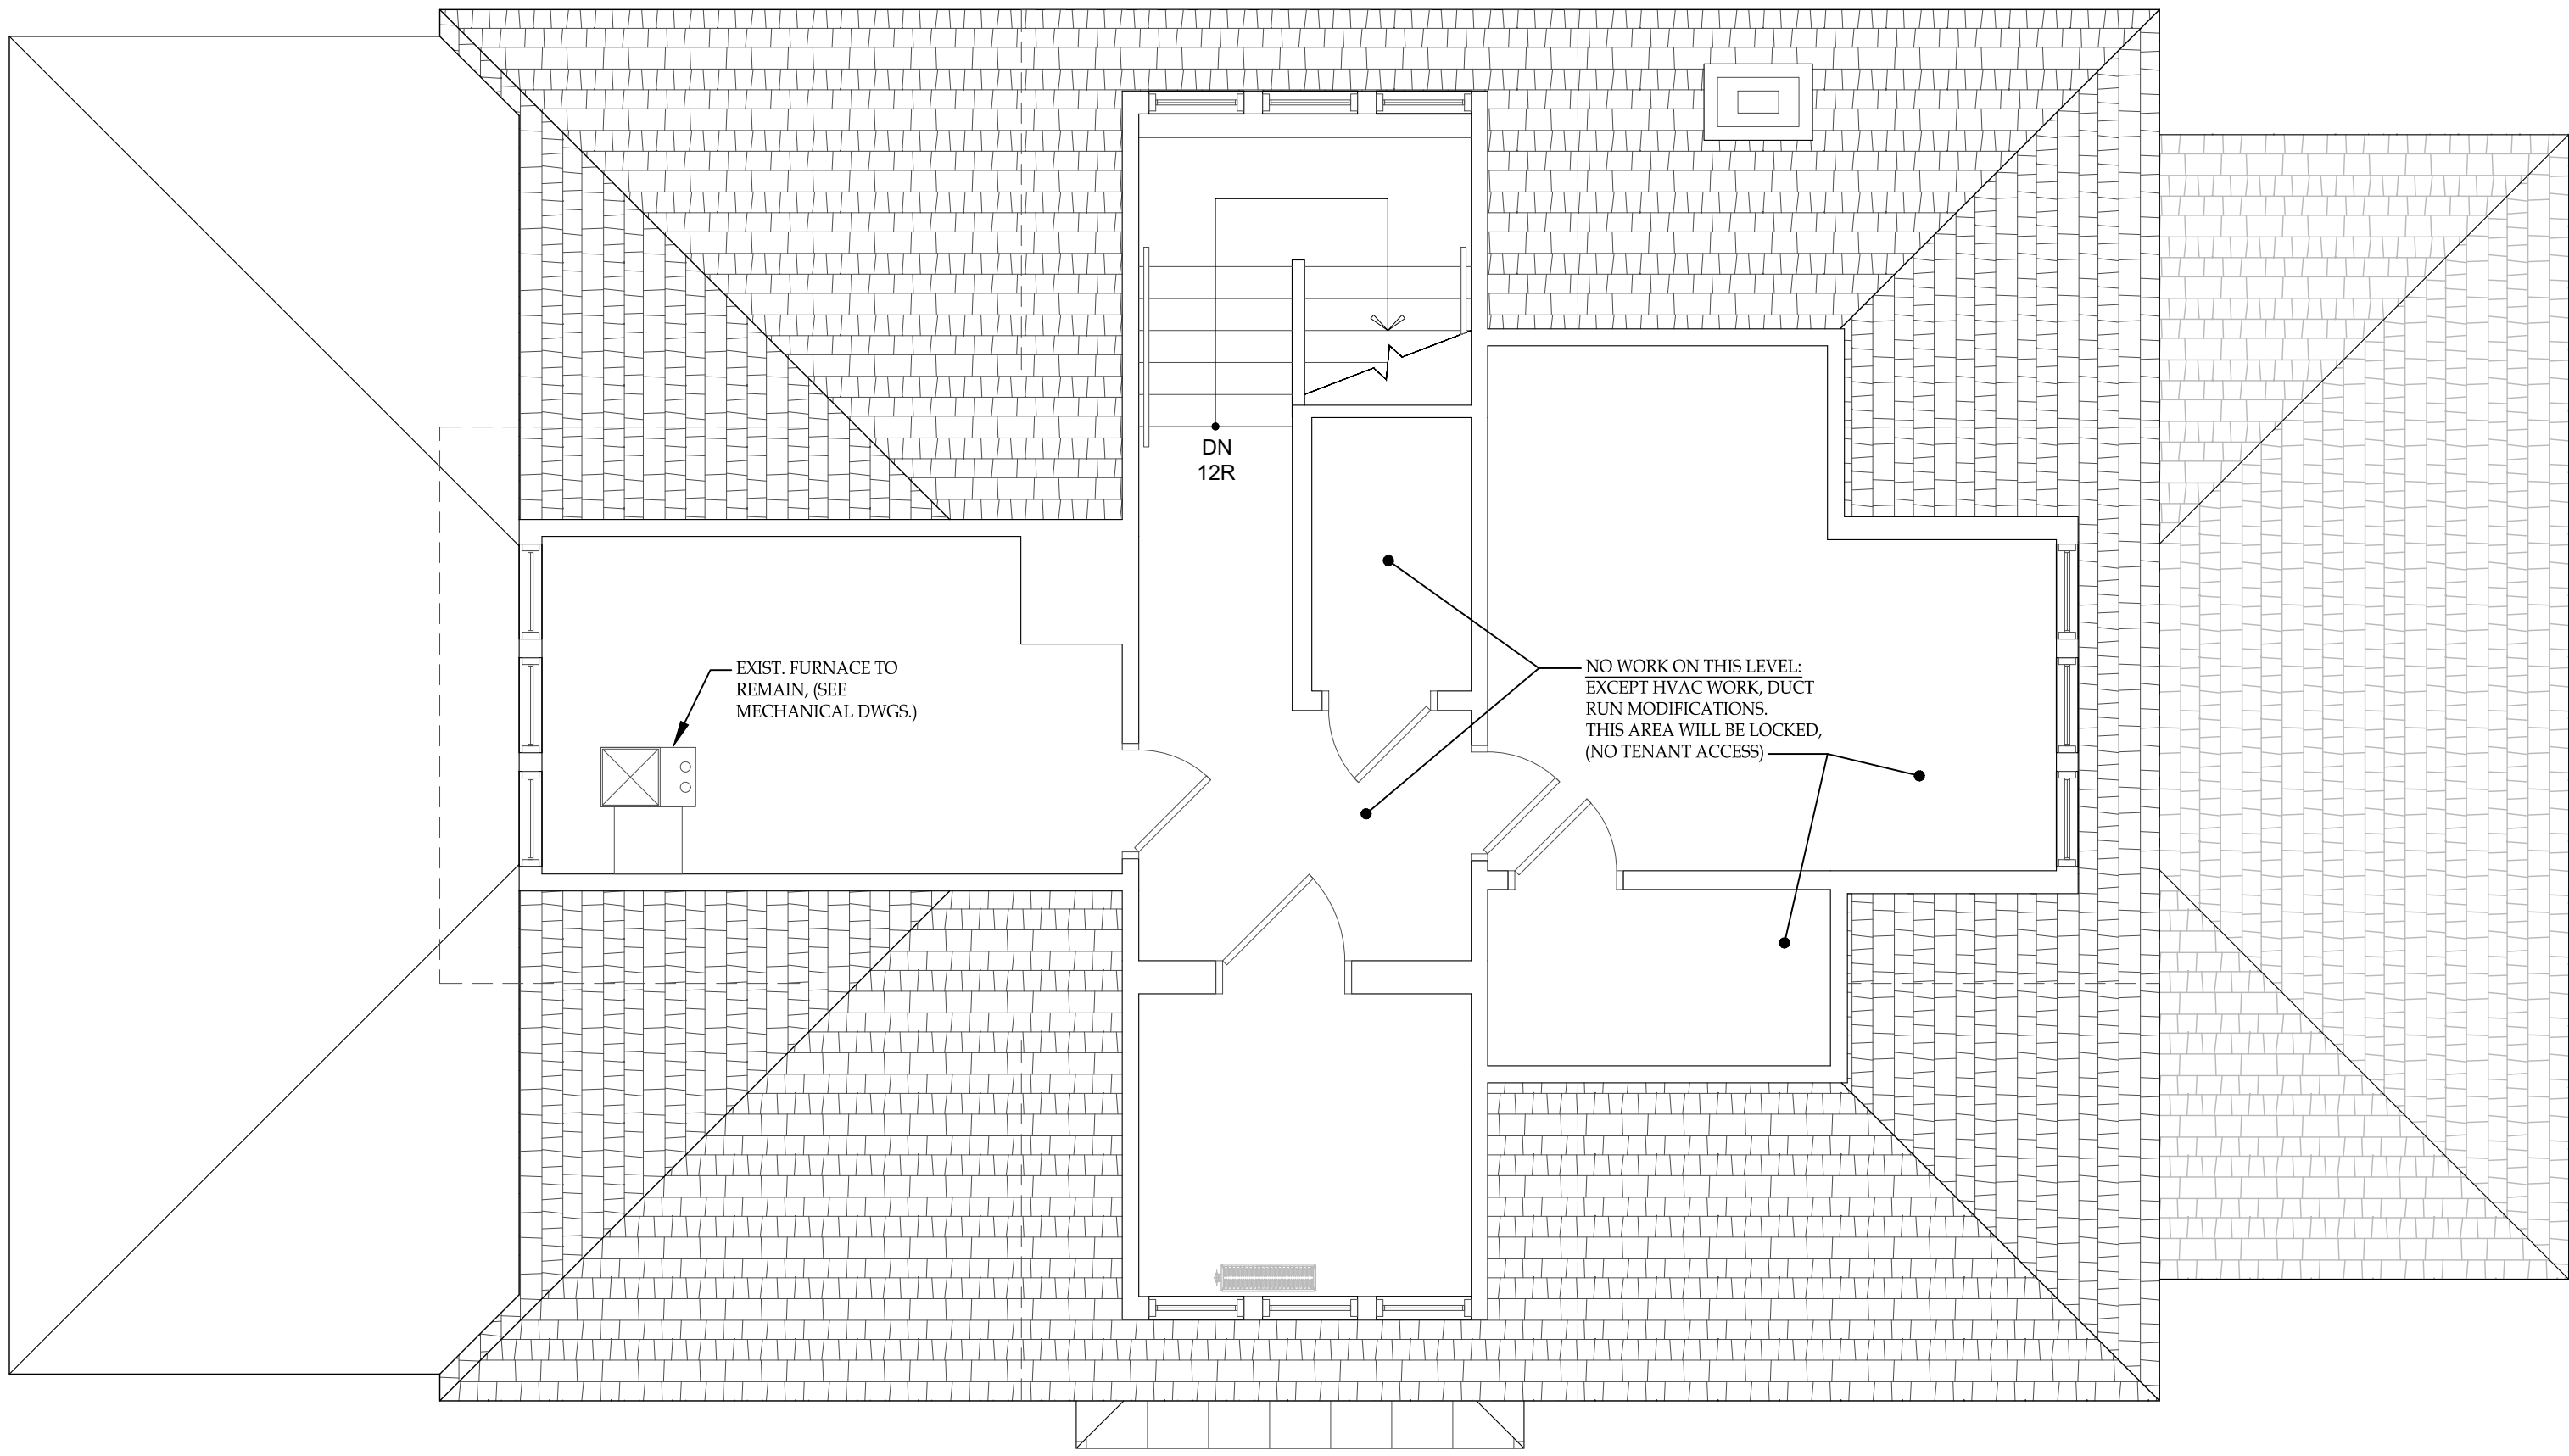 DN
12R
EXIST. FURNACE TO
REMAIN, (SEE
MECHANICAL DWGS.)
NO WORK ON THIS LEVEL:
EXCEPT HVAC WORK, DUCT
RUN MODIFICATIONS.
THIS AREA WILL BE LOCKED,
(NO TENANT ACCESS)